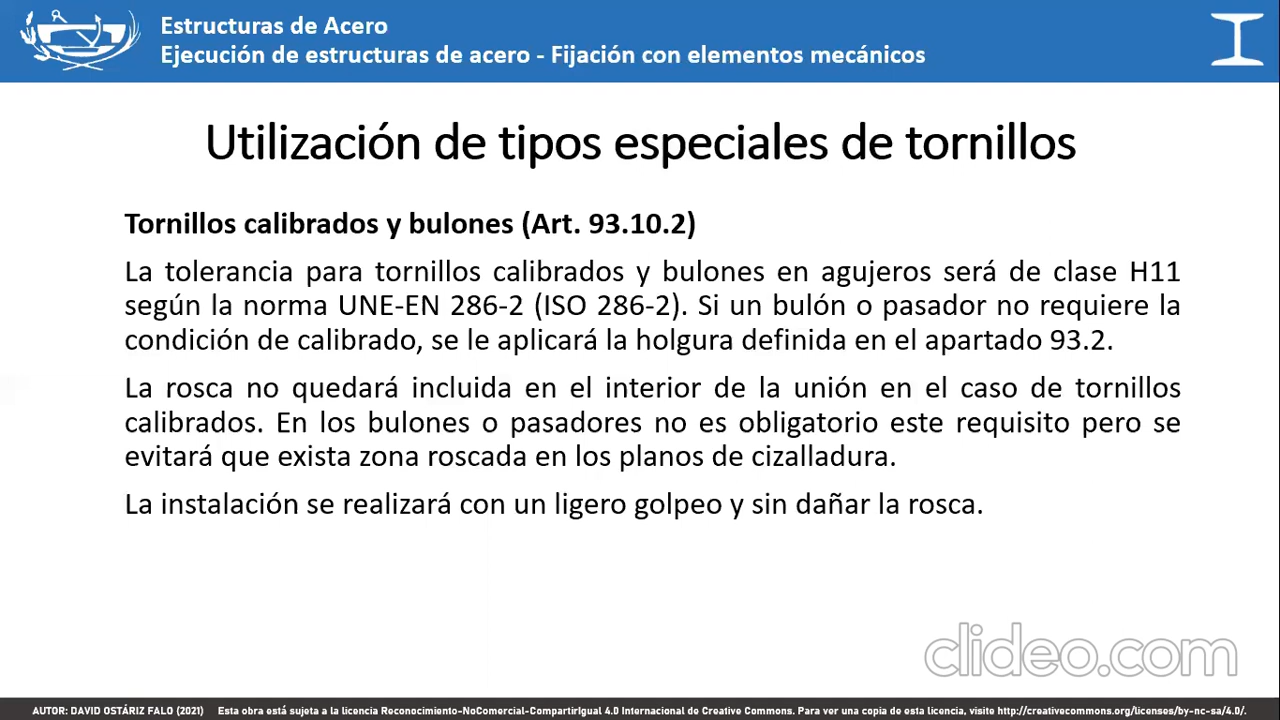 Estructuras de Acero
Ejecución de estructuras de acero - Fijación con elementos mecánicos
Utilización de tipos especiales de tornillos
Tornillos calibrados y bulones (Art. 93.10.2)
La tolerancia para tornillos calibrados y bulones en agujeros será de clase H11
según la norma UNE-EN 286-2 (ISO 286-2). Si un bulón o pasador no requiere la
condición de calibrado, se le aplicará la holgura definida en el apartado 93.2.
La rosca no quedará incluida en el interior de la unión en el caso de tornillos
calibrados. En los bulones o pasadores no es obligatorio este requisito pero se
evitará que exista zona roscada en los planos de cizalladura.
La instalación se realizará con un ligero golpeo y sin dañar la rosca.
clideo.com
AUTOR: DAVID OSTÁRIZ FALO (2021) Esta obra está sujeta a la licencia Reconocimiento-NoComercial-CompartirIgual 4.0 Internacional de Creative Commons. Para ver una copia de esta licencia, visite http://creativecommons.org/licenses/by-nc-sa/4.0/.